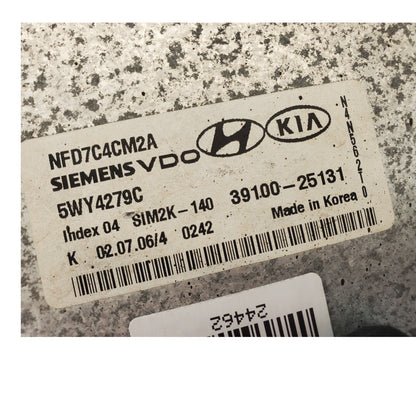 NFD7C4CM2A
SIEMENS VDO
KIA
5WY4279C
Index 04 SIM2K-140
39100-25131
K 02.07.06/4 0242
Made in Korea
N4N56210
24462